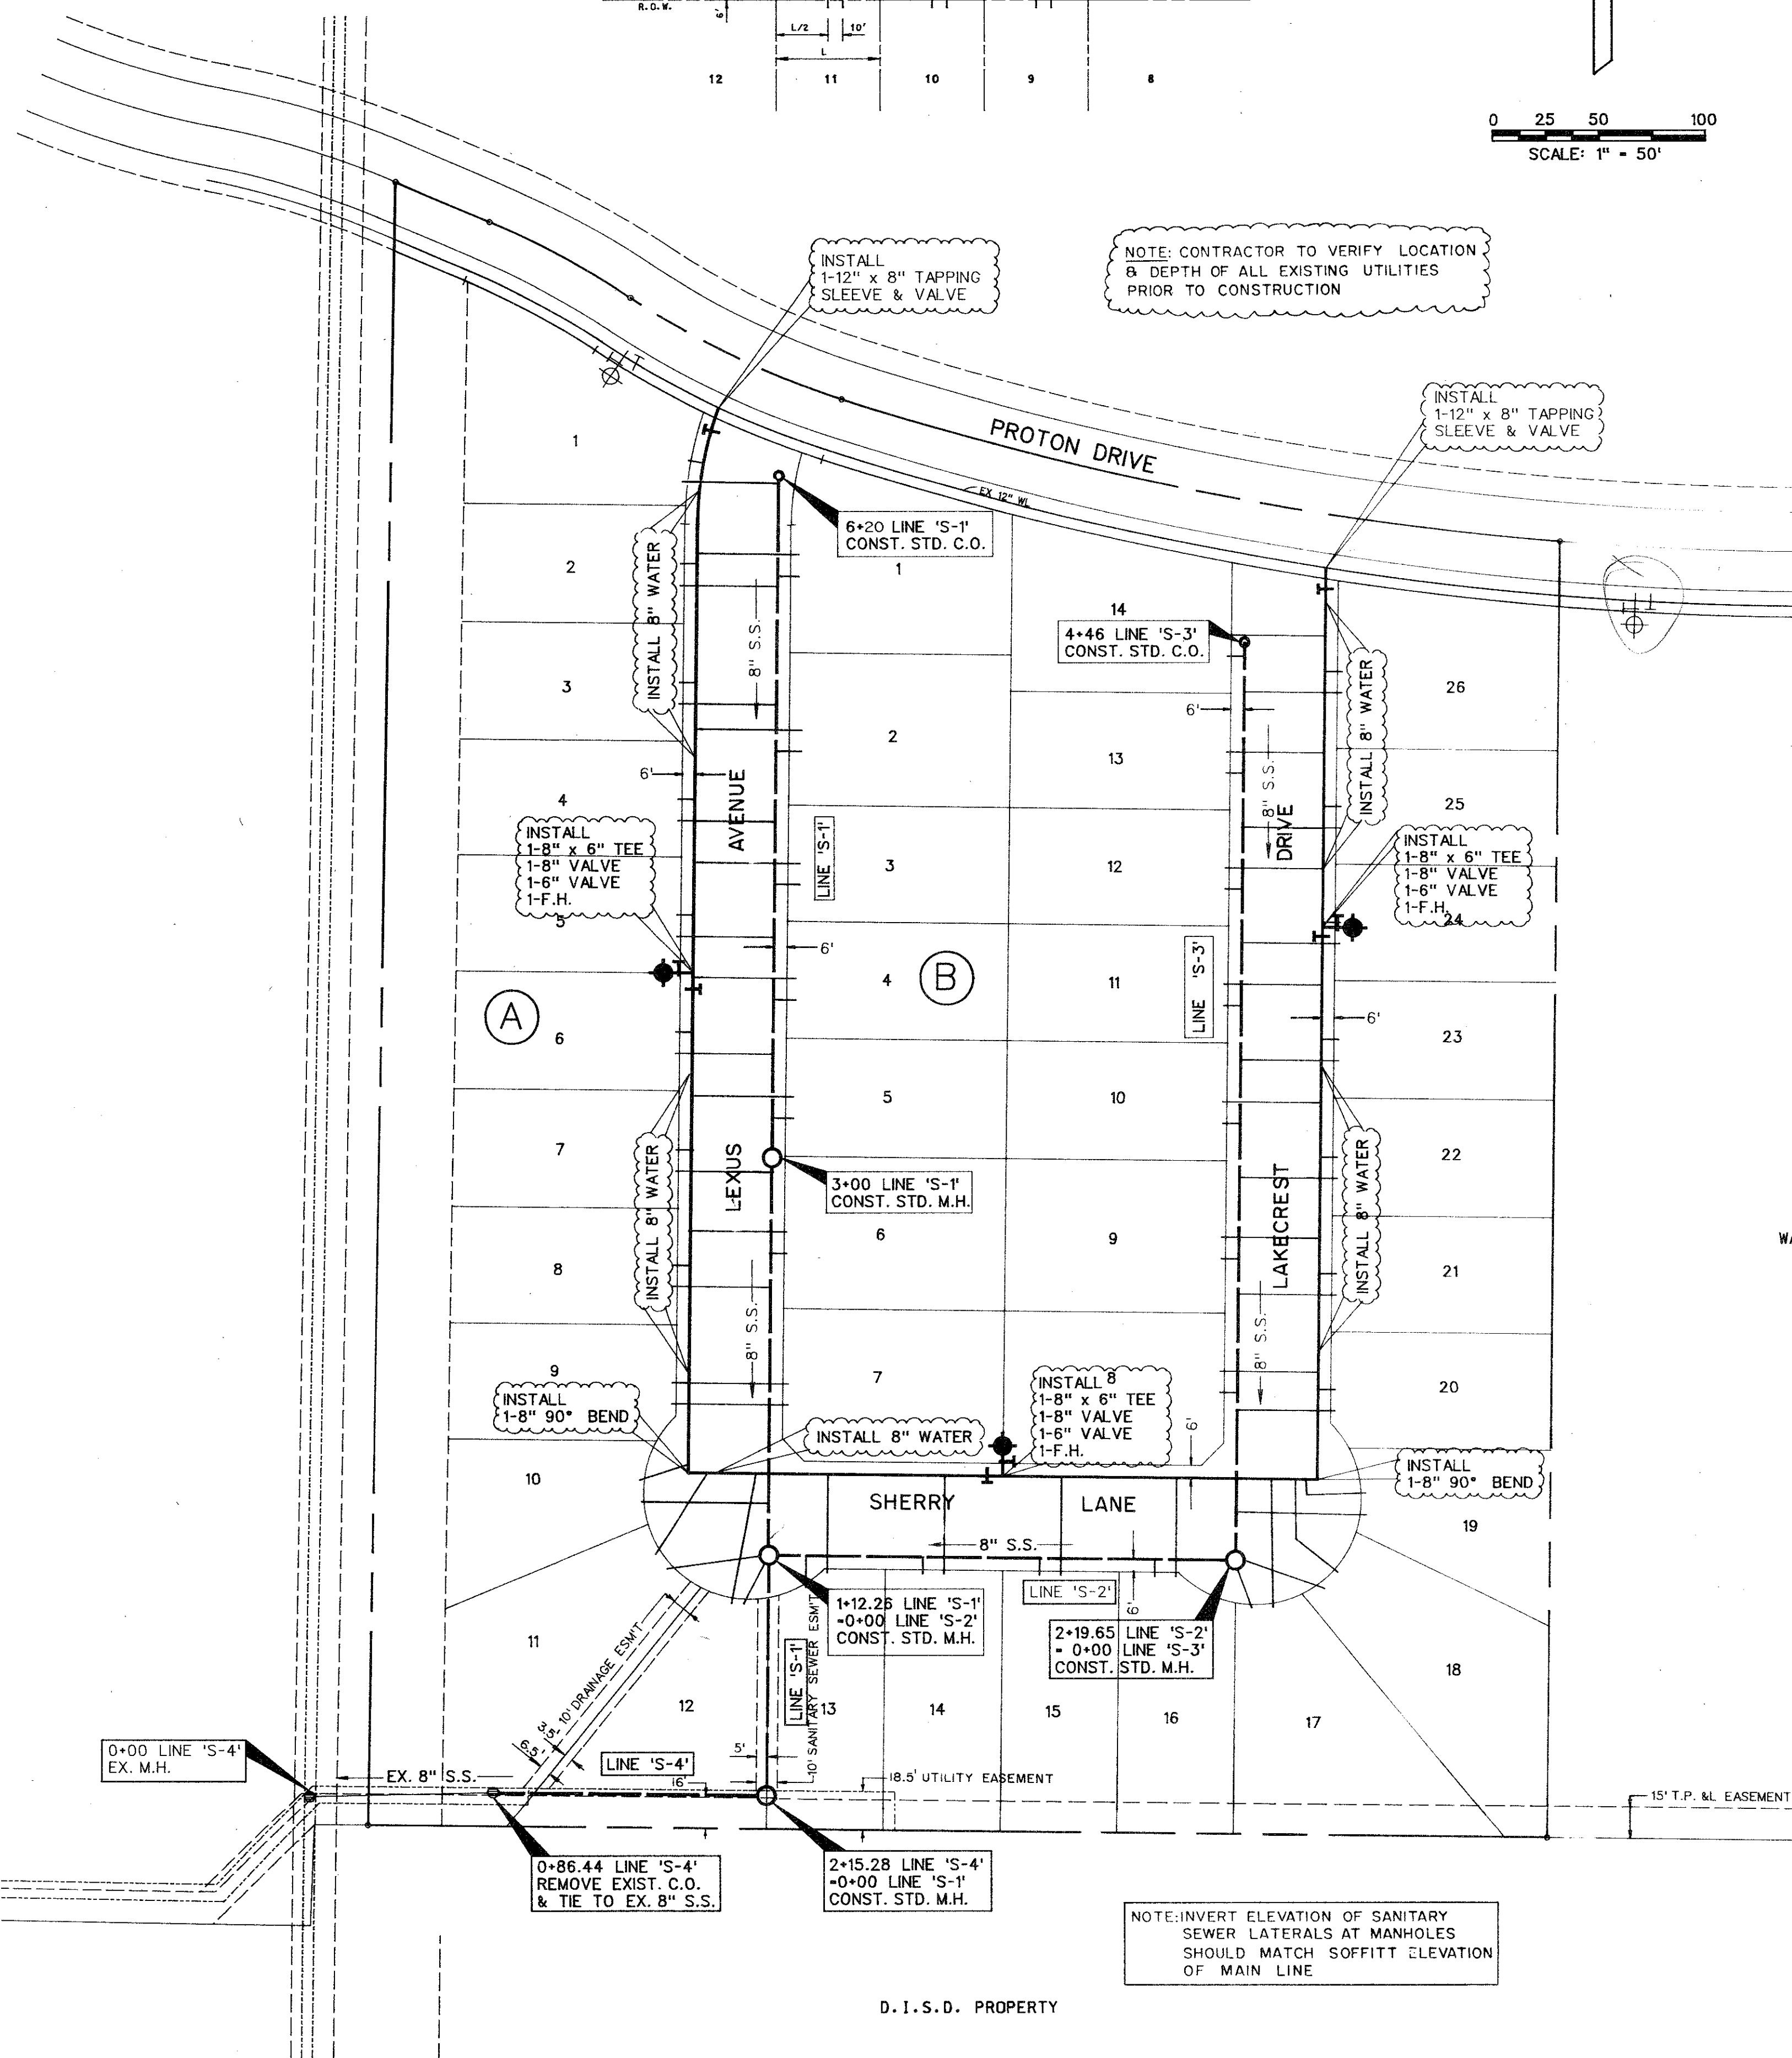 R.O.W.
6'
L/2
10'
L
12
11
10
9
8
0 25 50 100
SCALE: 1" = 50'
INSTALL
1-12" x 8" TAPPING
SLEEVE & VALVE
NOTE: CONTRACTOR TO VERIFY LOCATION
& DEPTH OF ALL EXISTING UTILITIES
PRIOR TO CONSTRUCTION
INSTALL
1-12" x 8" TAPPING
SLEEVE & VALVE
PROTON DRIVE
EX 12" WL
6+20 LINE 'S-1'
CONST. STD. C.O.
4+46 LINE 'S-3'
CONST. STD. C.O.
1
2
3
4
5
6
7
8
9
10
11
12
13
14
15
16
17
18
19
20
21
22
23
24
25
26
1
2
3
4
5
6
7
8
9
10
11
12
13
14
A
B
INSTALL 8" WATER
8" S.S.
6'
AVENUE
LINE 'S-1'
6'
INSTALL
1-8" x 6" TEE
1-8" VALVE
1-6" VALVE
1-F.H.
6'
8" S.S.
DRIVE
INSTALL 8" WATER
INSTALL
1-8" x 6" TEE
1-8" VALVE
1-6" VALVE
1-F.H.
LINE 'S-3'
6'
LEXUS
INSTALL 8" WATER
3+00 LINE 'S-1'
CONST. STD. M.H.
LAKECREST
INSTALL 8" WATER
WA
8" S.S.
8" S.S.
INSTALL
1-8" 90° BEND
INSTALL 8" WATER
INSTALL
1-8" x 6" TEE
1-8" VALVE
1-6" VALVE
1-F.H.
6'
INSTALL
1-8" 90° BEND
SHERRY LANE
8" S.S.
LINE 'S-2'
6'
1+12.26 LINE 'S-1'
=0+00 LINE 'S-2'
CONST. STD. M.H.
2+19.65 LINE 'S-2'
= 0+00 LINE 'S-3'
CONST. STD. M.H.
10' DRAINAGE ESM'T
3.5'
6.5'
LINE 'S-1'
10' SANITARY SEWER ESM'T
5'
LINE 'S-4'
16'
0+00 LINE 'S-4'
EX. M.H.
EX. 8" S.S.
18.5' UTILITY EASEMENT
15' T.P. &L EASEMENT
0+86.44 LINE 'S-4'
REMOVE EXIST. C.O.
& TIE TO EX. 8" S.S.
2+15.28 LINE 'S-4'
=0+00 LINE 'S-1'
CONST. STD. M.H.
NOTE:INVERT ELEVATION OF SANITARY
SEWER LATERALS AT MANHOLES
SHOULD MATCH SOFFITT ELEVATION
OF MAIN LINE
D.I.S.D. PROPERTY